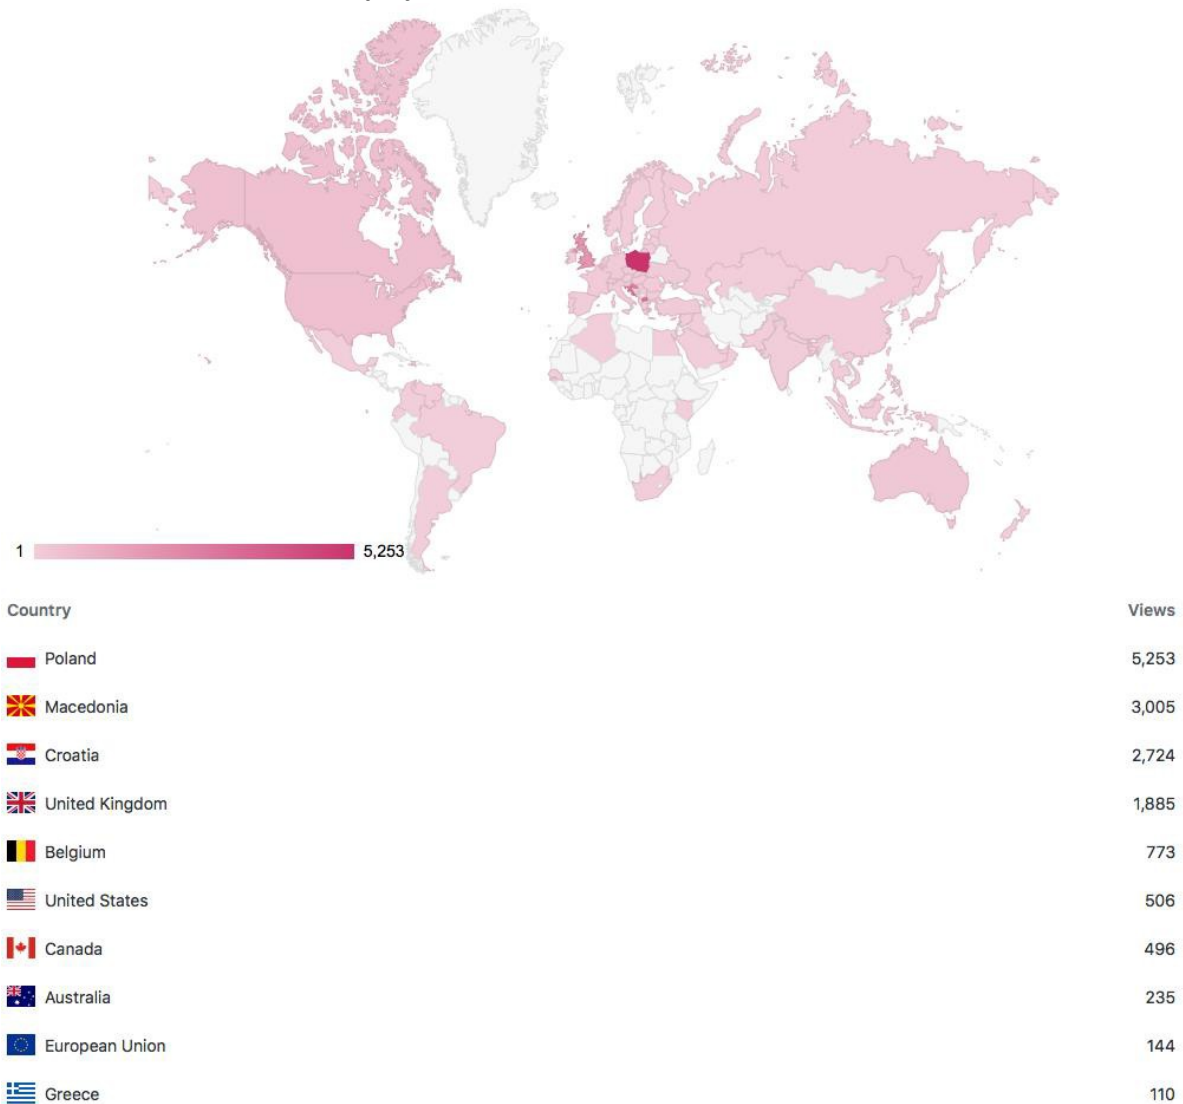 1 5,253
Country Views
Poland 5,253
Macedonia 3,005
Croatia 2,724
United Kingdom 1,885
Belgium 773
United States 506
Canada 496
Australia 235
European Union 144
Greece 110